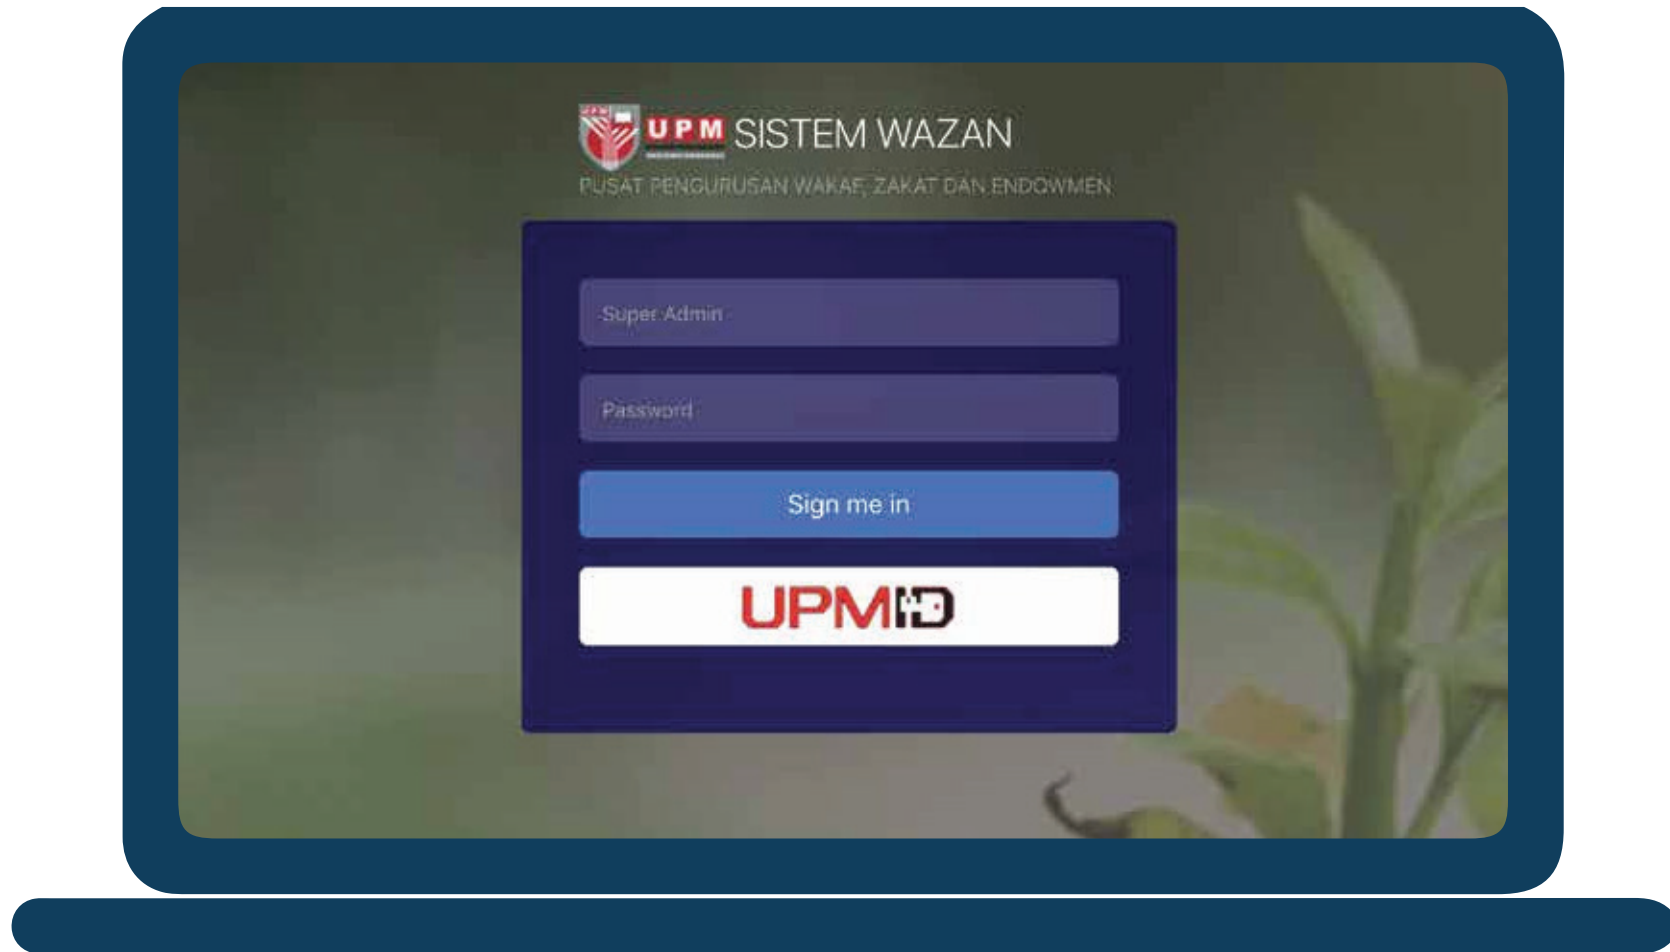 UPM SISTEM WAZAN
PUSAT PENGURUSAN WAKAF, ZAKAT DAN ENDOWMEN
Super Admin
Password
Sign me in
UPMID